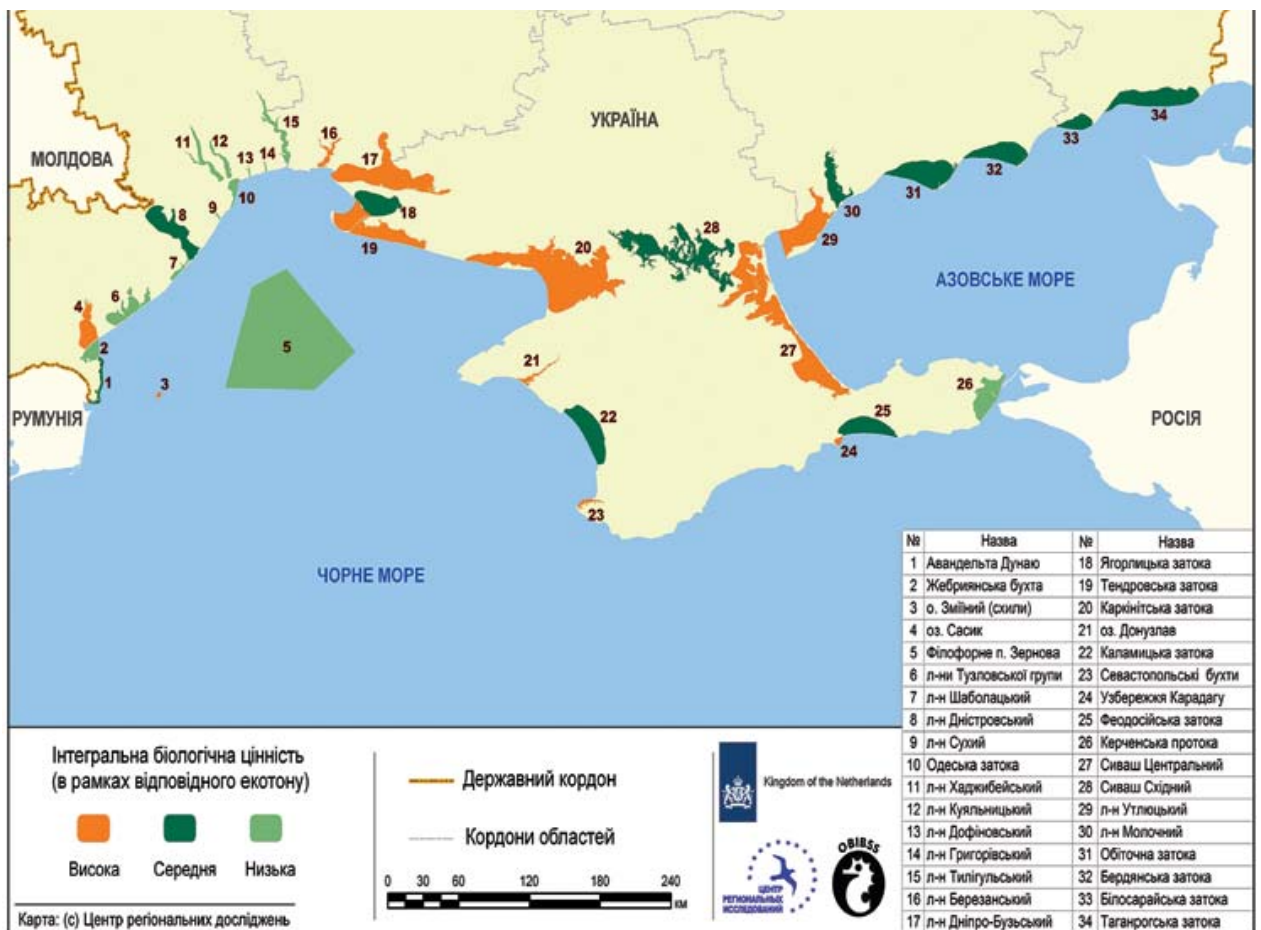 МОЛДОВА
УКРАЇНА
РУМУНІЯ
РОСІЯ
АЗОВСЬКЕ МОРЕ
ЧОРНЕ МОРЕ
11
12
13
14
15
16
17
10
9
8
7
6
4
2
1
3
5
18
19
20
28
29
30
31
32
33
34
21
22
23
24
25
26
27
№ Назва № Назва
1 Авандельта Дунаю 18 Ягорлицька затока
2 Жебриянська бухта 19 Тендровська затока
3 о. Зміїний (схили) 20 Каркінітська затока
4 оз. Сасик 21 оз. Донузлав
5 Філофорне п. Зернова 22 Каламицька затока
6 л-ни Тузловської групи 23 Севастопольські бухти
7 л-н Шаболацький 24 Узбережжя Карадагу
8 л-н Дністровський 25 Феодосійська затока
9 л-н Сухий 26 Керченська протока
10 Одеська затока 27 Сиваш Центральний
11 л-н Хаджибейський 28 Сиваш Східний
12 л-н Куяльницький 29 л-н Утлюцький
13 л-н Дофіновський 30 л-н Молочний
14 л-н Григорівський 31 Обіточна затока
15 л-н Тилігульський 32 Бердянська затока
16 л-н Березанський 33 Білосарайська затока
17 л-н Дніпро-Бузьський 34 Таганрогська затока
Інтегральна біологічна цінність
(в рамках відповідного екотону)
Висока Середня Низька
Карта: (с) Центр регіональних досліджень
Державний кордон
Кордони областей
0 30 60 120 180 240
км
Kingdom of the Netherlands
ЦЕНТР
РЕГИОНАЛЬНЫХ
ИССЛЕДОВАНИЙ
OBIBSS